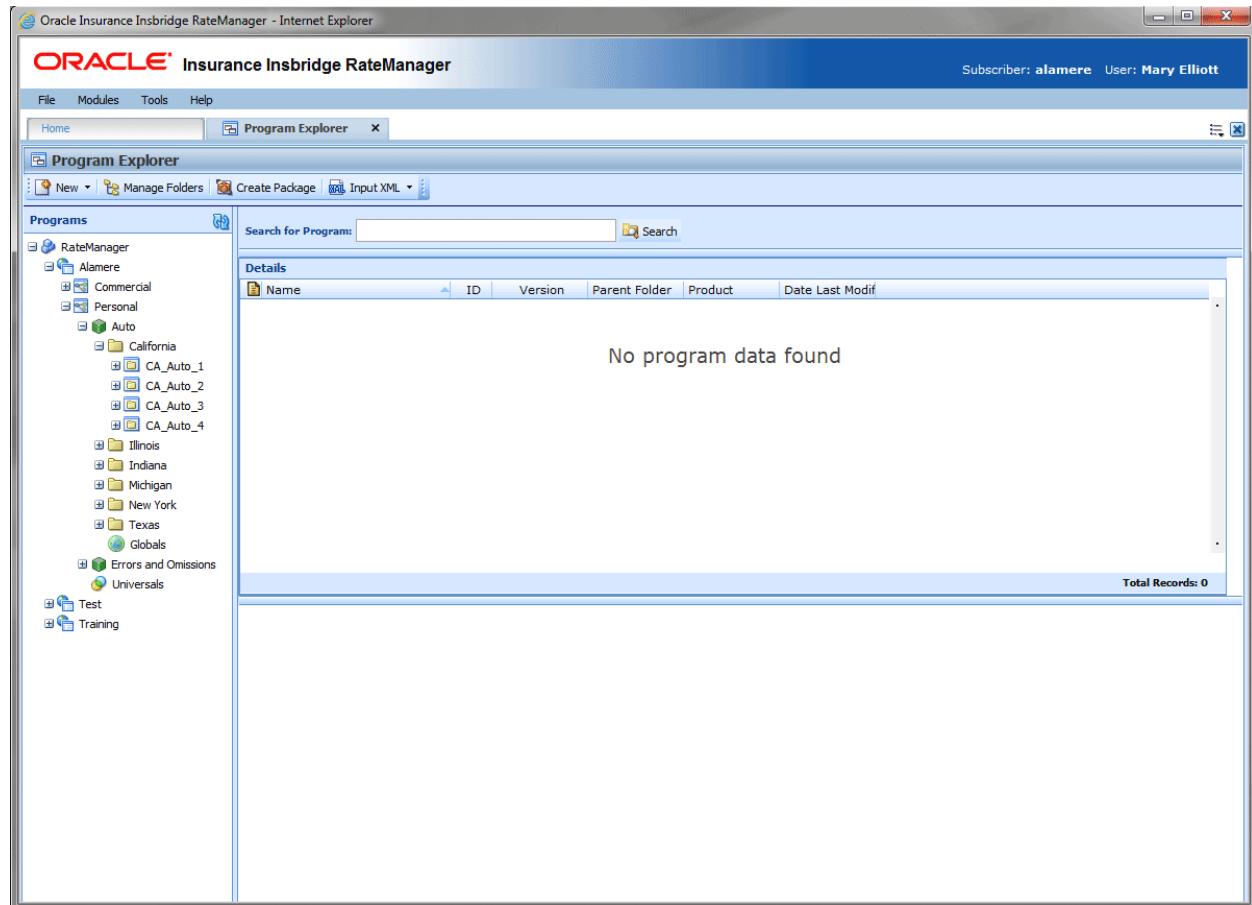 Oracle Insurance Insbridge RateManager - Internet Explorer
ORACLE Insurance Insbridge RateManager
Subscriber: alamere User: Mary Elliott
File Modules Tools Help
Home Program Explorer
Program Explorer
New Manage Folders Create Package Input XML
Programs
RateManager
Alamere
Commercial
Personal
Auto
California
CA_Auto_1
CA_Auto_2
CA_Auto_3
CA_Auto_4
Illinois
Indiana
Michigan
New York
Texas
Globals
Errors and Omissions
Universals
Test
Training
Search for Program: Search
Details
Name ID Version Parent Folder Product Date Last Modif
No program data found
Total Records: 0